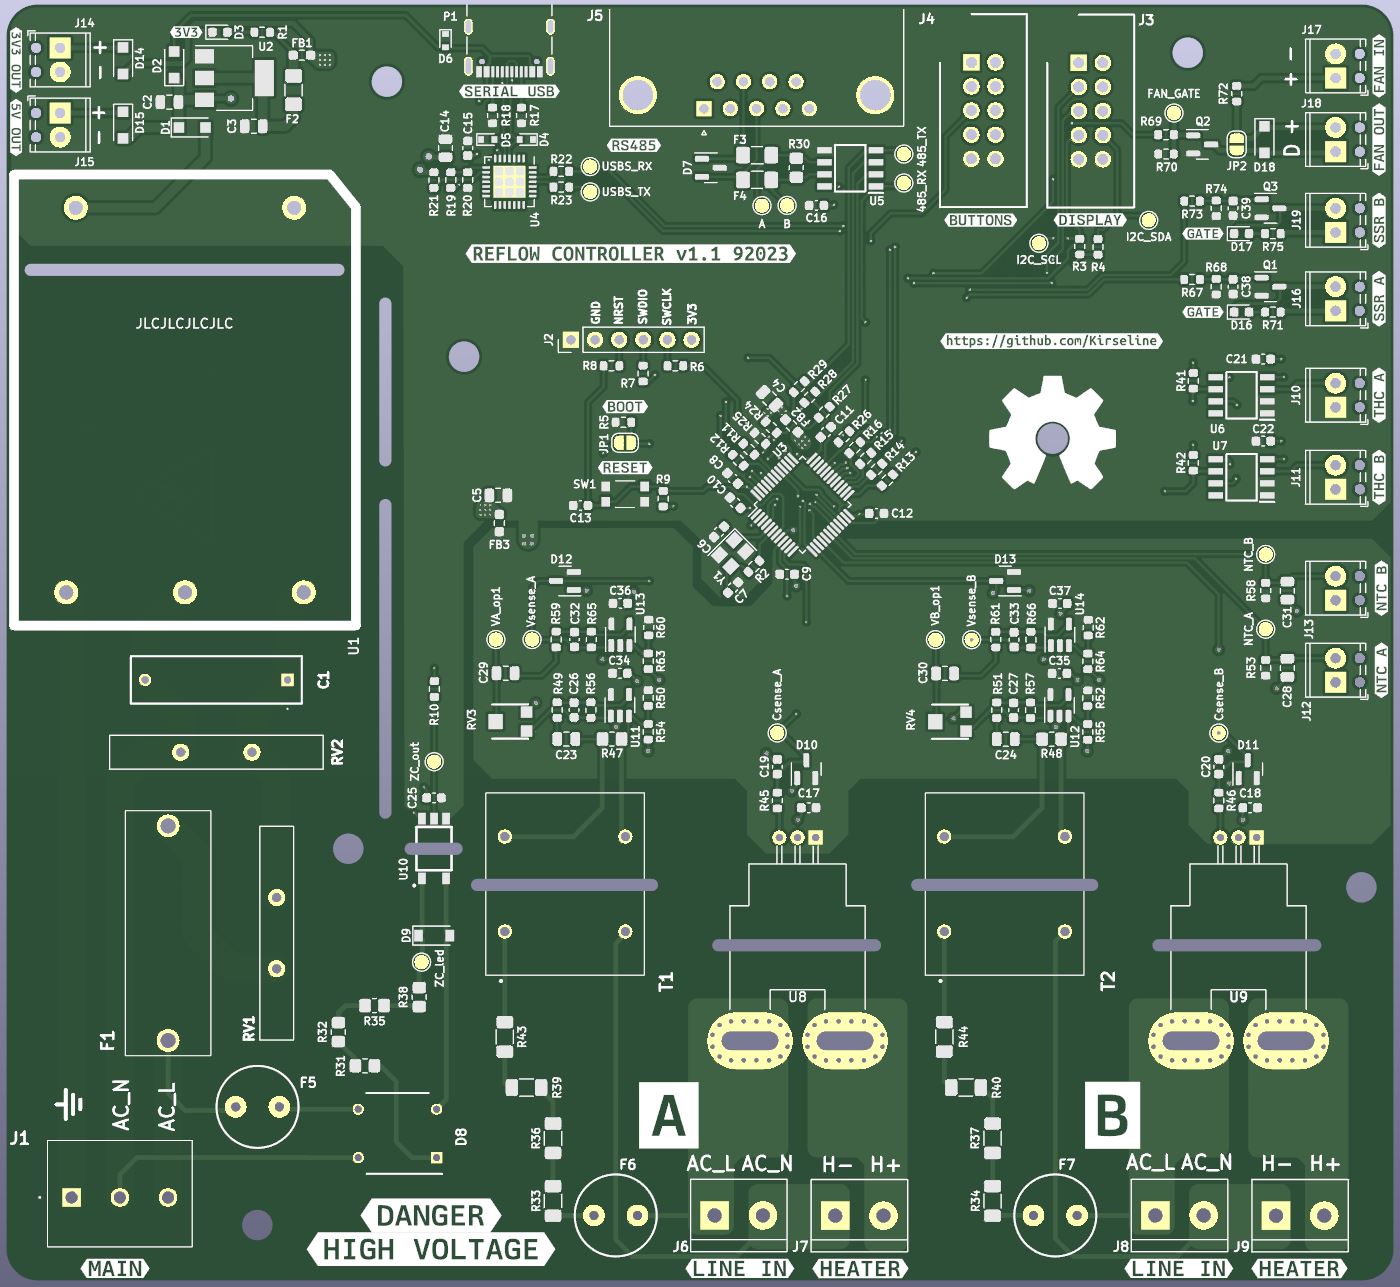 J14
3V3 OUT
+
-
D14
3V3
D3
R1
D2
U2
FB1
C2
F2
5V OUT
+
-
D15
D1
C3
J15
P1
D6
SERIAL USB
R18
R17
C14
C15
D5
D4
R22
R23
R21
R19
R20
U4
USBS_RX
USBS_TX
J5
RS485
F3
D7
F4
R30
A
B
C16
U5
485_TX
485_RX
J4
BUTTONS
J3
DISPLAY
I2C_SCL
I2C_SDA
R3
R4
FAN_GATE
R72
R69
R70
Q2
JP2
D18
J17
-
+
FAN IN
J18
D +
FAN OUT
R74
Q3
R73
C39
GATE
D17
R75
J19
SSR B
R68
Q1
R67
C38
GATE
D16
R71
J16
SSR A
REFLOW CONTROLLER v1.1 92023
JLCJLCJLCJLC
https://github.com/Kirseline
GND
NRST
SWDIO
SWCLK
3V3
J2
R8
R7
R6
BOOT
R5
JP1
RESET
SW1
R9
C13
C5
FB3
C4
R29
R28
R27
C11
R26
R16
R15
R14
R13
R24
R25
R11
R12
C8
C10
U3
C12
C6
Y1
R2
C7
C9
C21
R41
U6
J10
THC A
C22
U7
R42
J11
THC B
NTC_B
R58
C31
J13
NTC B
NTC_A
R53
C28
J12
NTC A
U1
C1
RV2
RV1
F1
D12
VA_op1
Vsense_A
C36
U13
R59
C32
R65
R60
C34
R63
C29
R49
C26
R56
R50
RV3
U11
R54
C23
R47
D13
VB_op1
Vsense_B
C37
U14
R61
C33
R66
R62
C35
R64
C30
R51
C27
R57
R52
RV4
U12
R55
C24
R48
R10
ZC_out
C25
U10
D9
ZC_led
R38
R35
R32
R31
Csense_A
D10
C19
R45
C17
Csense_B
D11
C20
R46
C18
T1
T2
U8
U9
R43
R39
R36
R33
R44
R40
R37
R34
F5
D8
AC_N
AC_L
J1
MAIN
DANGER
HIGH VOLTAGE
A
F6
AC_L AC_N
H- H+
J6
LINE IN
J7
HEATER
B
F7
AC_L AC_N
H- H+
J8
LINE IN
J9
HEATER